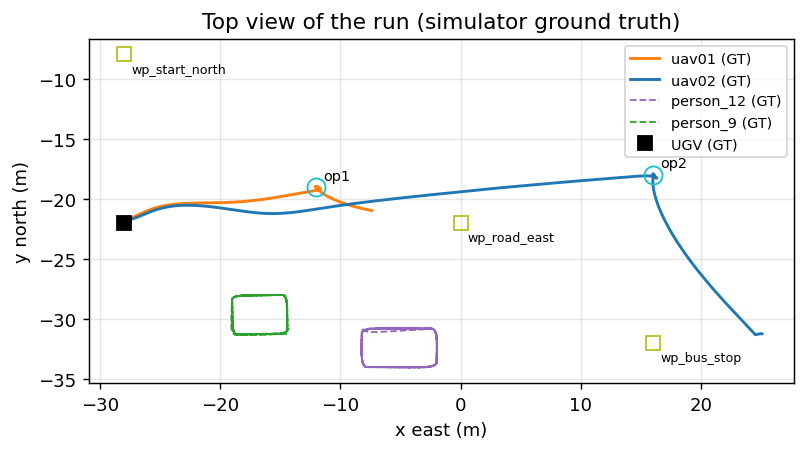 Top view of the run (simulator ground truth)
uav01 (GT)
uav02 (GT)
person_12 (GT)
person_9 (GT)
UGV (GT)
wp_start_north
op1
op2
wp_road_east
wp_bus_stop
y north (m)
−10
−15
−20
−25
−30
−35
−30
−20
−10
0
10
20
x east (m)